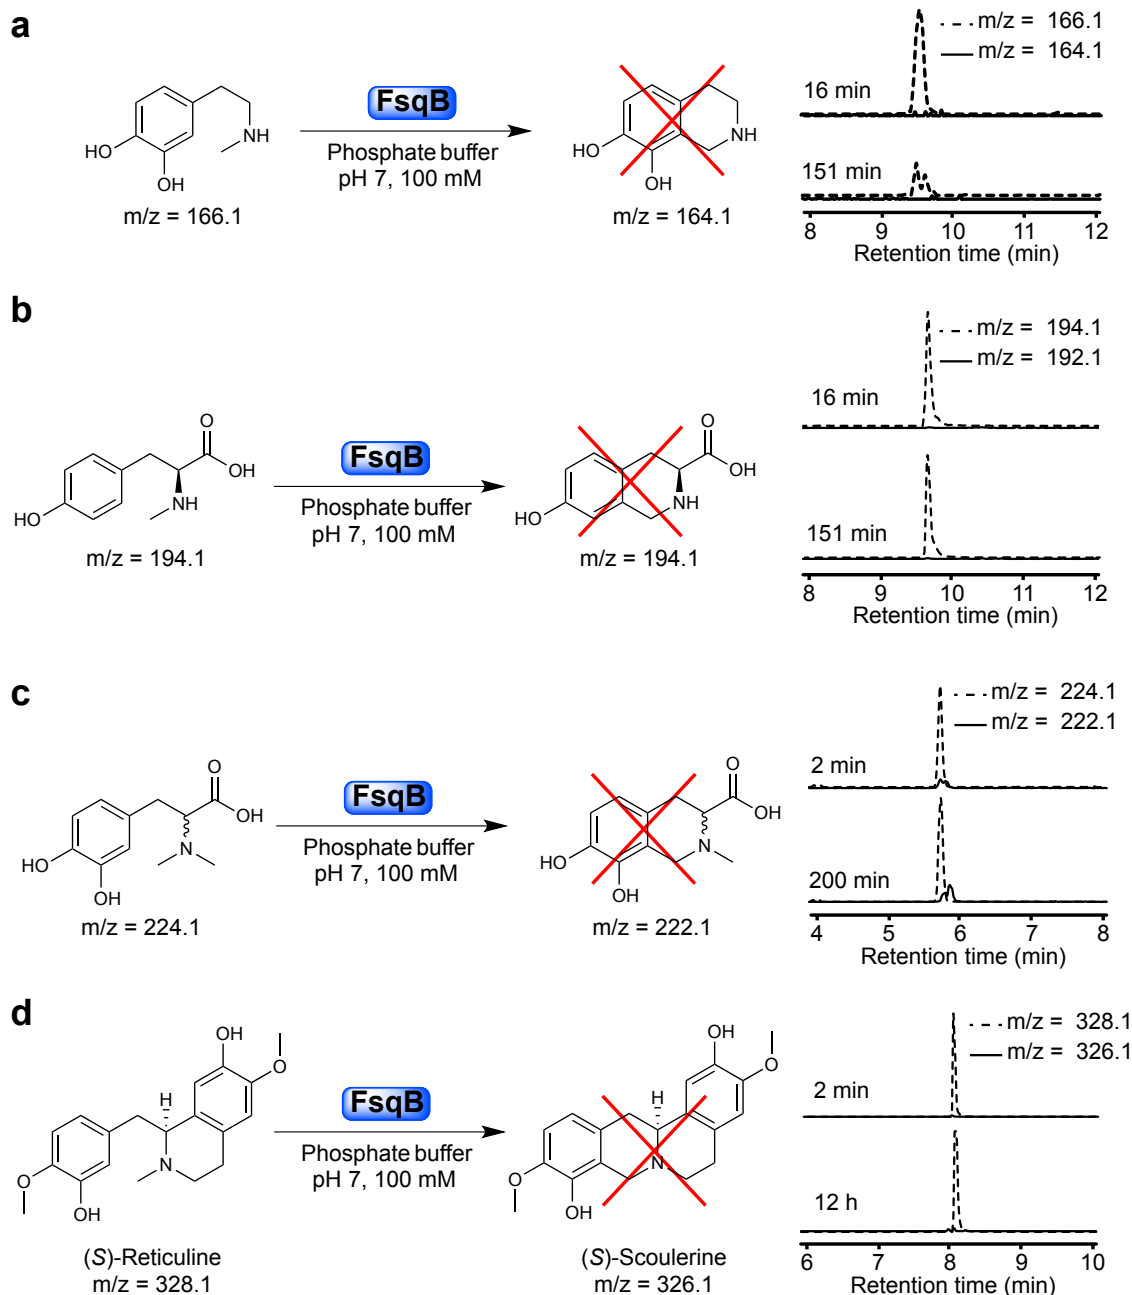 a
FsqB
Phosphate buffer
pH 7, 100 mM
HO
OH
NH
m/z = 166.1
HO
OH
NH
m/z = 164.1
m/z = 166.1
m/z = 164.1
16 min
151 min
8 9 10 11 12
Retention time (min)
b
FsqB
Phosphate buffer
pH 7, 100 mM
O
OH
NH
HO
m/z = 194.1
O
OH
NH
HO
m/z = 194.1
m/z = 194.1
m/z = 192.1
16 min
151 min
8 9 10 11 12
Retention time (min)
c
FsqB
Phosphate buffer
pH 7, 100 mM
O
OH
N
HO
OH
m/z = 224.1
O
OH
N
HO
OH
m/z = 222.1
m/z = 224.1
m/z = 222.1
2 min
200 min
4 5 6 7 8
Retention time (min)
d
FsqB
Phosphate buffer
pH 7, 100 mM
OH
O
H
N
O
OH
(S)-Reticuline
m/z = 328.1
OH
O
H
N
O
OH
(S)-Scoulerine
m/z = 326.1
m/z = 328.1
m/z = 326.1
2 min
12 h
6 7 8 9 10
Retention time (min)